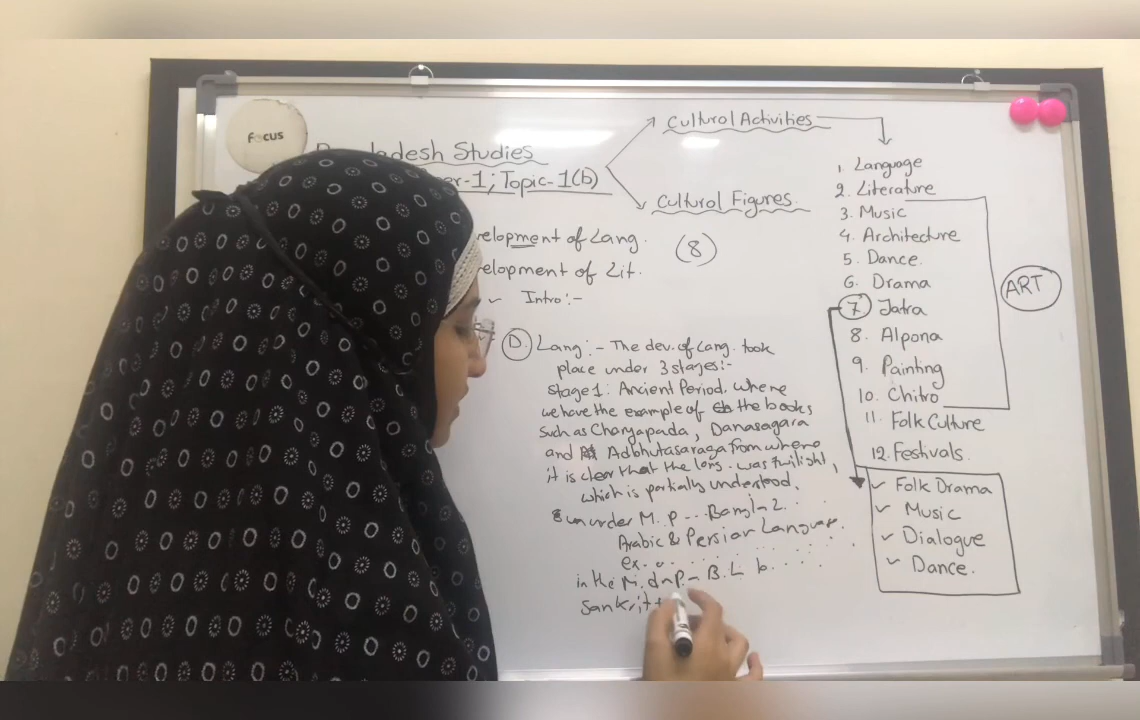 Focus
Bangladesh Studies
er-1; Topic-1(b)
Cultural Activities
Cultural Figures.
velopment of Lang.
(8)
velopment of Lit.
Intro:-
D. Lang:- The dev. of Lang. took
place under 3 stages:-
stage 1: Ancient Period. Where
we have the example of the books
such as Charyapada, Danasagara
and Adbhutasaraga from where
it is clear that the lang. was twilight,
which is partially understood.
under M.P... Bangla 2. . .
Arabic & Persian Language.
ex. . . . . .
in the M.d-P- B.L b. . . .
Sankrit
1. Language
2. Literature
3. Music
4. Architecture
5. Dance.
6. Drama
7. Jatra
8. Alpona
9. Painting
10. Chitro
11. Folk Culture
12. Festivals.
ART
Folk Drama
Music
Dialogue
Dance.